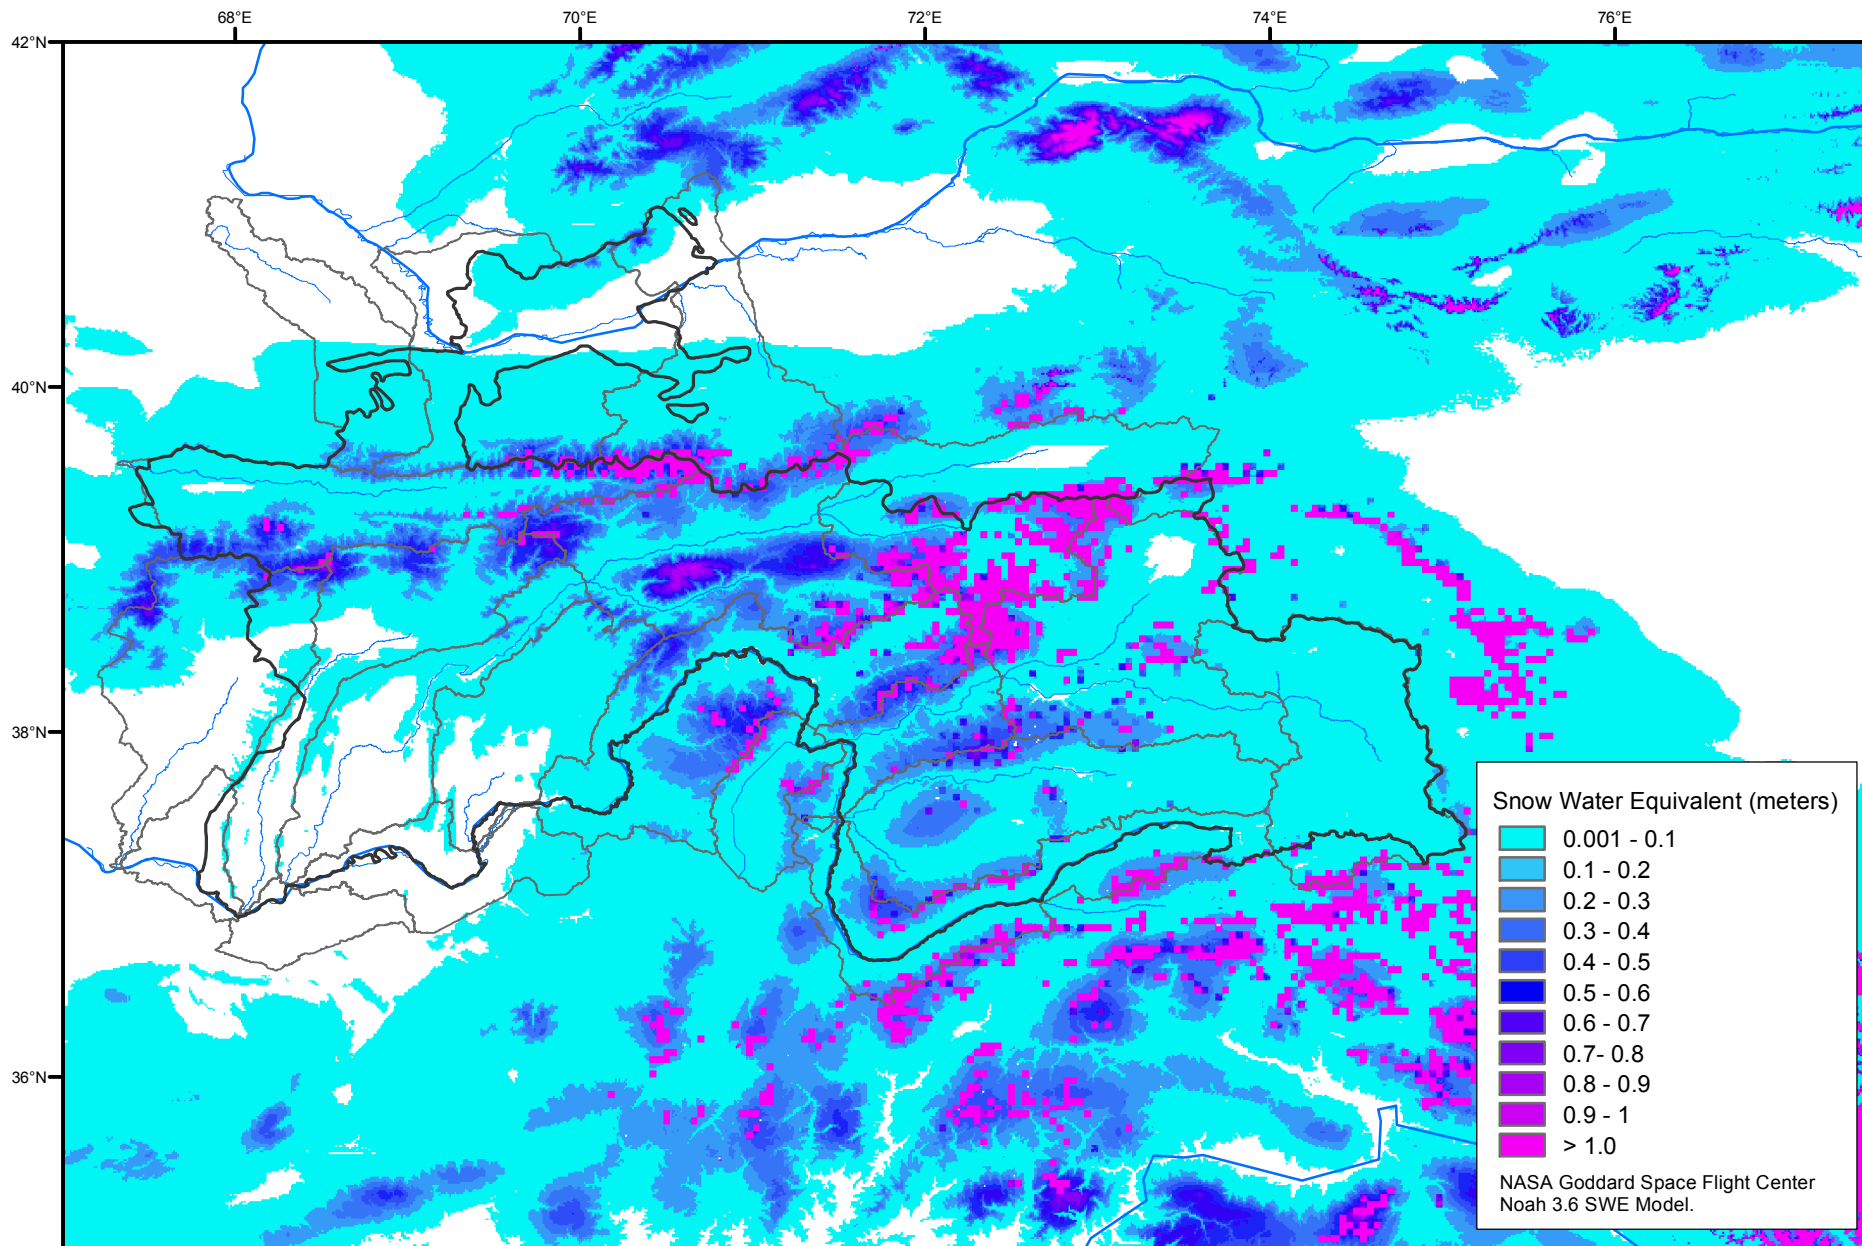 68°E 70°E 72°E 74°E 76°E
42°N
40°N
38°N
36°N
Snow Water Equivalent (meters)
0.001 - 0.1
0.1 - 0.2
0.2 - 0.3
0.3 - 0.4
0.4 - 0.5
0.5 - 0.6
0.6 - 0.7
0.7- 0.8
0.8 - 0.9
0.9 - 1
> 1.0
NASA Goddard Space Flight Center
Noah 3.6 SWE Model.